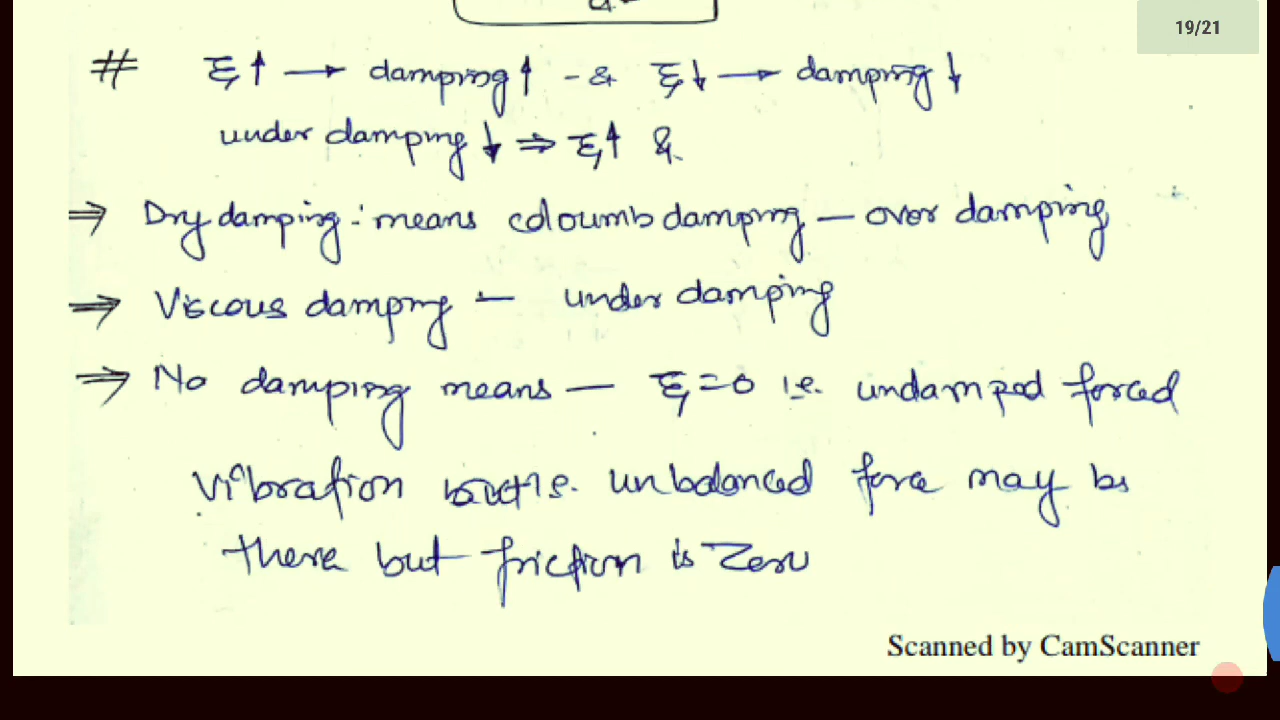 19/21
# ξ↑ → damping↑ - & ξ↓ → damping↓
under damping↓ ⇒ ξ↑ &
⇒ Dry damping :- means coloumb damping — over damping
⇒ Viscous damping — under damping
⇒ No damping means — ξ=0 i.e. undamped forced
Vibration unbalanced force may be
there but friction is Zero
Scanned by CamScanner